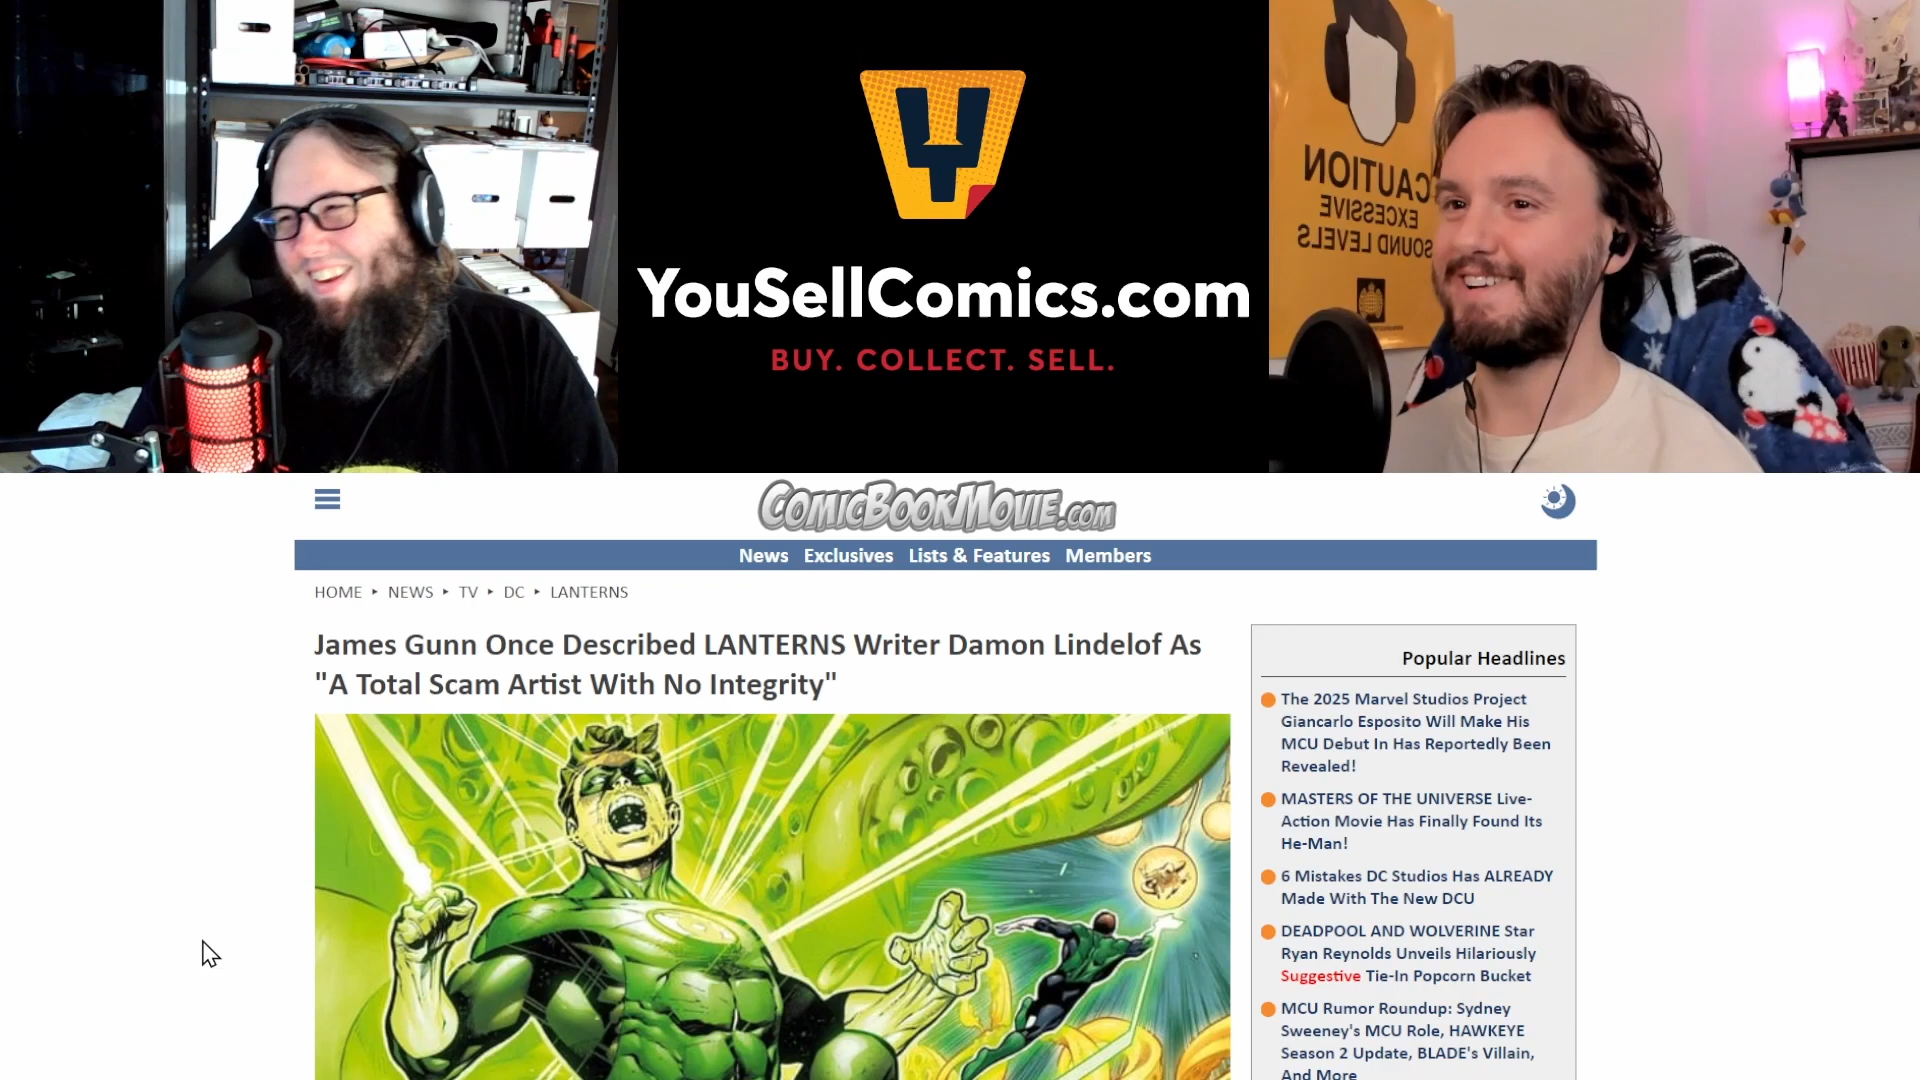 CAUTION
EXCESSIVE
SOUND LEVELS
YouSellComics.com
BUY. COLLECT. SELL.
COMICBOOKMOVIE.COM
News Exclusives Lists & Features Members
HOME ‣ NEWS ‣ TV ‣ DC ‣ LANTERNS
James Gunn Once Described LANTERNS Writer Damon Lindelof As
"A Total Scam Artist With No Integrity"
Popular Headlines
The 2025 Marvel Studios Project
Giancarlo Esposito Will Make His
MCU Debut In Has Reportedly Been
Revealed!
MASTERS OF THE UNIVERSE Live-
Action Movie Has Finally Found Its
He-Man!
6 Mistakes DC Studios Has ALREADY
Made With The New DCU
DEADPOOL AND WOLVERINE Star
Ryan Reynolds Unveils Hilariously
Suggestive Tie-In Popcorn Bucket
MCU Rumor Roundup: Sydney
Sweeney's MCU Role, HAWKEYE
Season 2 Update, BLADE's Villain,
And More